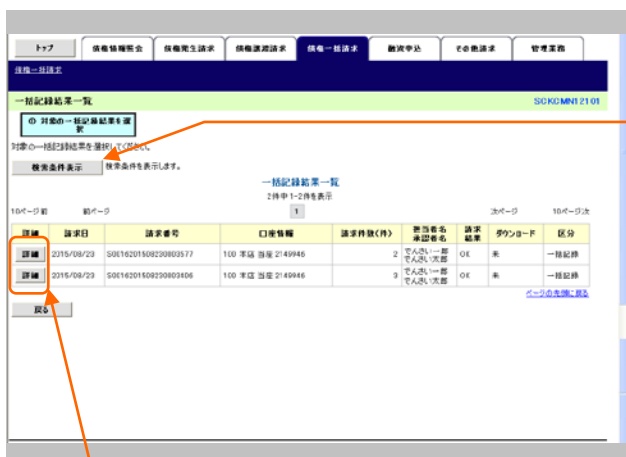 トップ 債権情報照会 債権発生請求 債権譲渡請求 債権一括請求 融資申込 その他請求 管理業務
債権一括請求
一括記録結果一覧 SCKCMN12101
① 対象の一括記録結果を選
択
対象の一括記録結果を選択してください。
検索条件表示 検索条件を表示します。
一括記録結果一覧
2件中1-2件を表示
10ページ前 前ページ 1 次ページ 10ページ次
詳細 請求日 請求番号 口座情報 請求件数(件) 担当者名 請求 ダウンロード 区分
承認者名 結果
詳細 2015/08/23 S0E16201508230803577 100 本店 当座 2149946 2 でんさい一郎 OK 未 一括記録
でんさい太郎
詳細 2015/08/23 100 本店 当座 2149946 でんさい一郎 OK 未 一括記録
でんさい太郎
ページの先頭に戻る
戻る